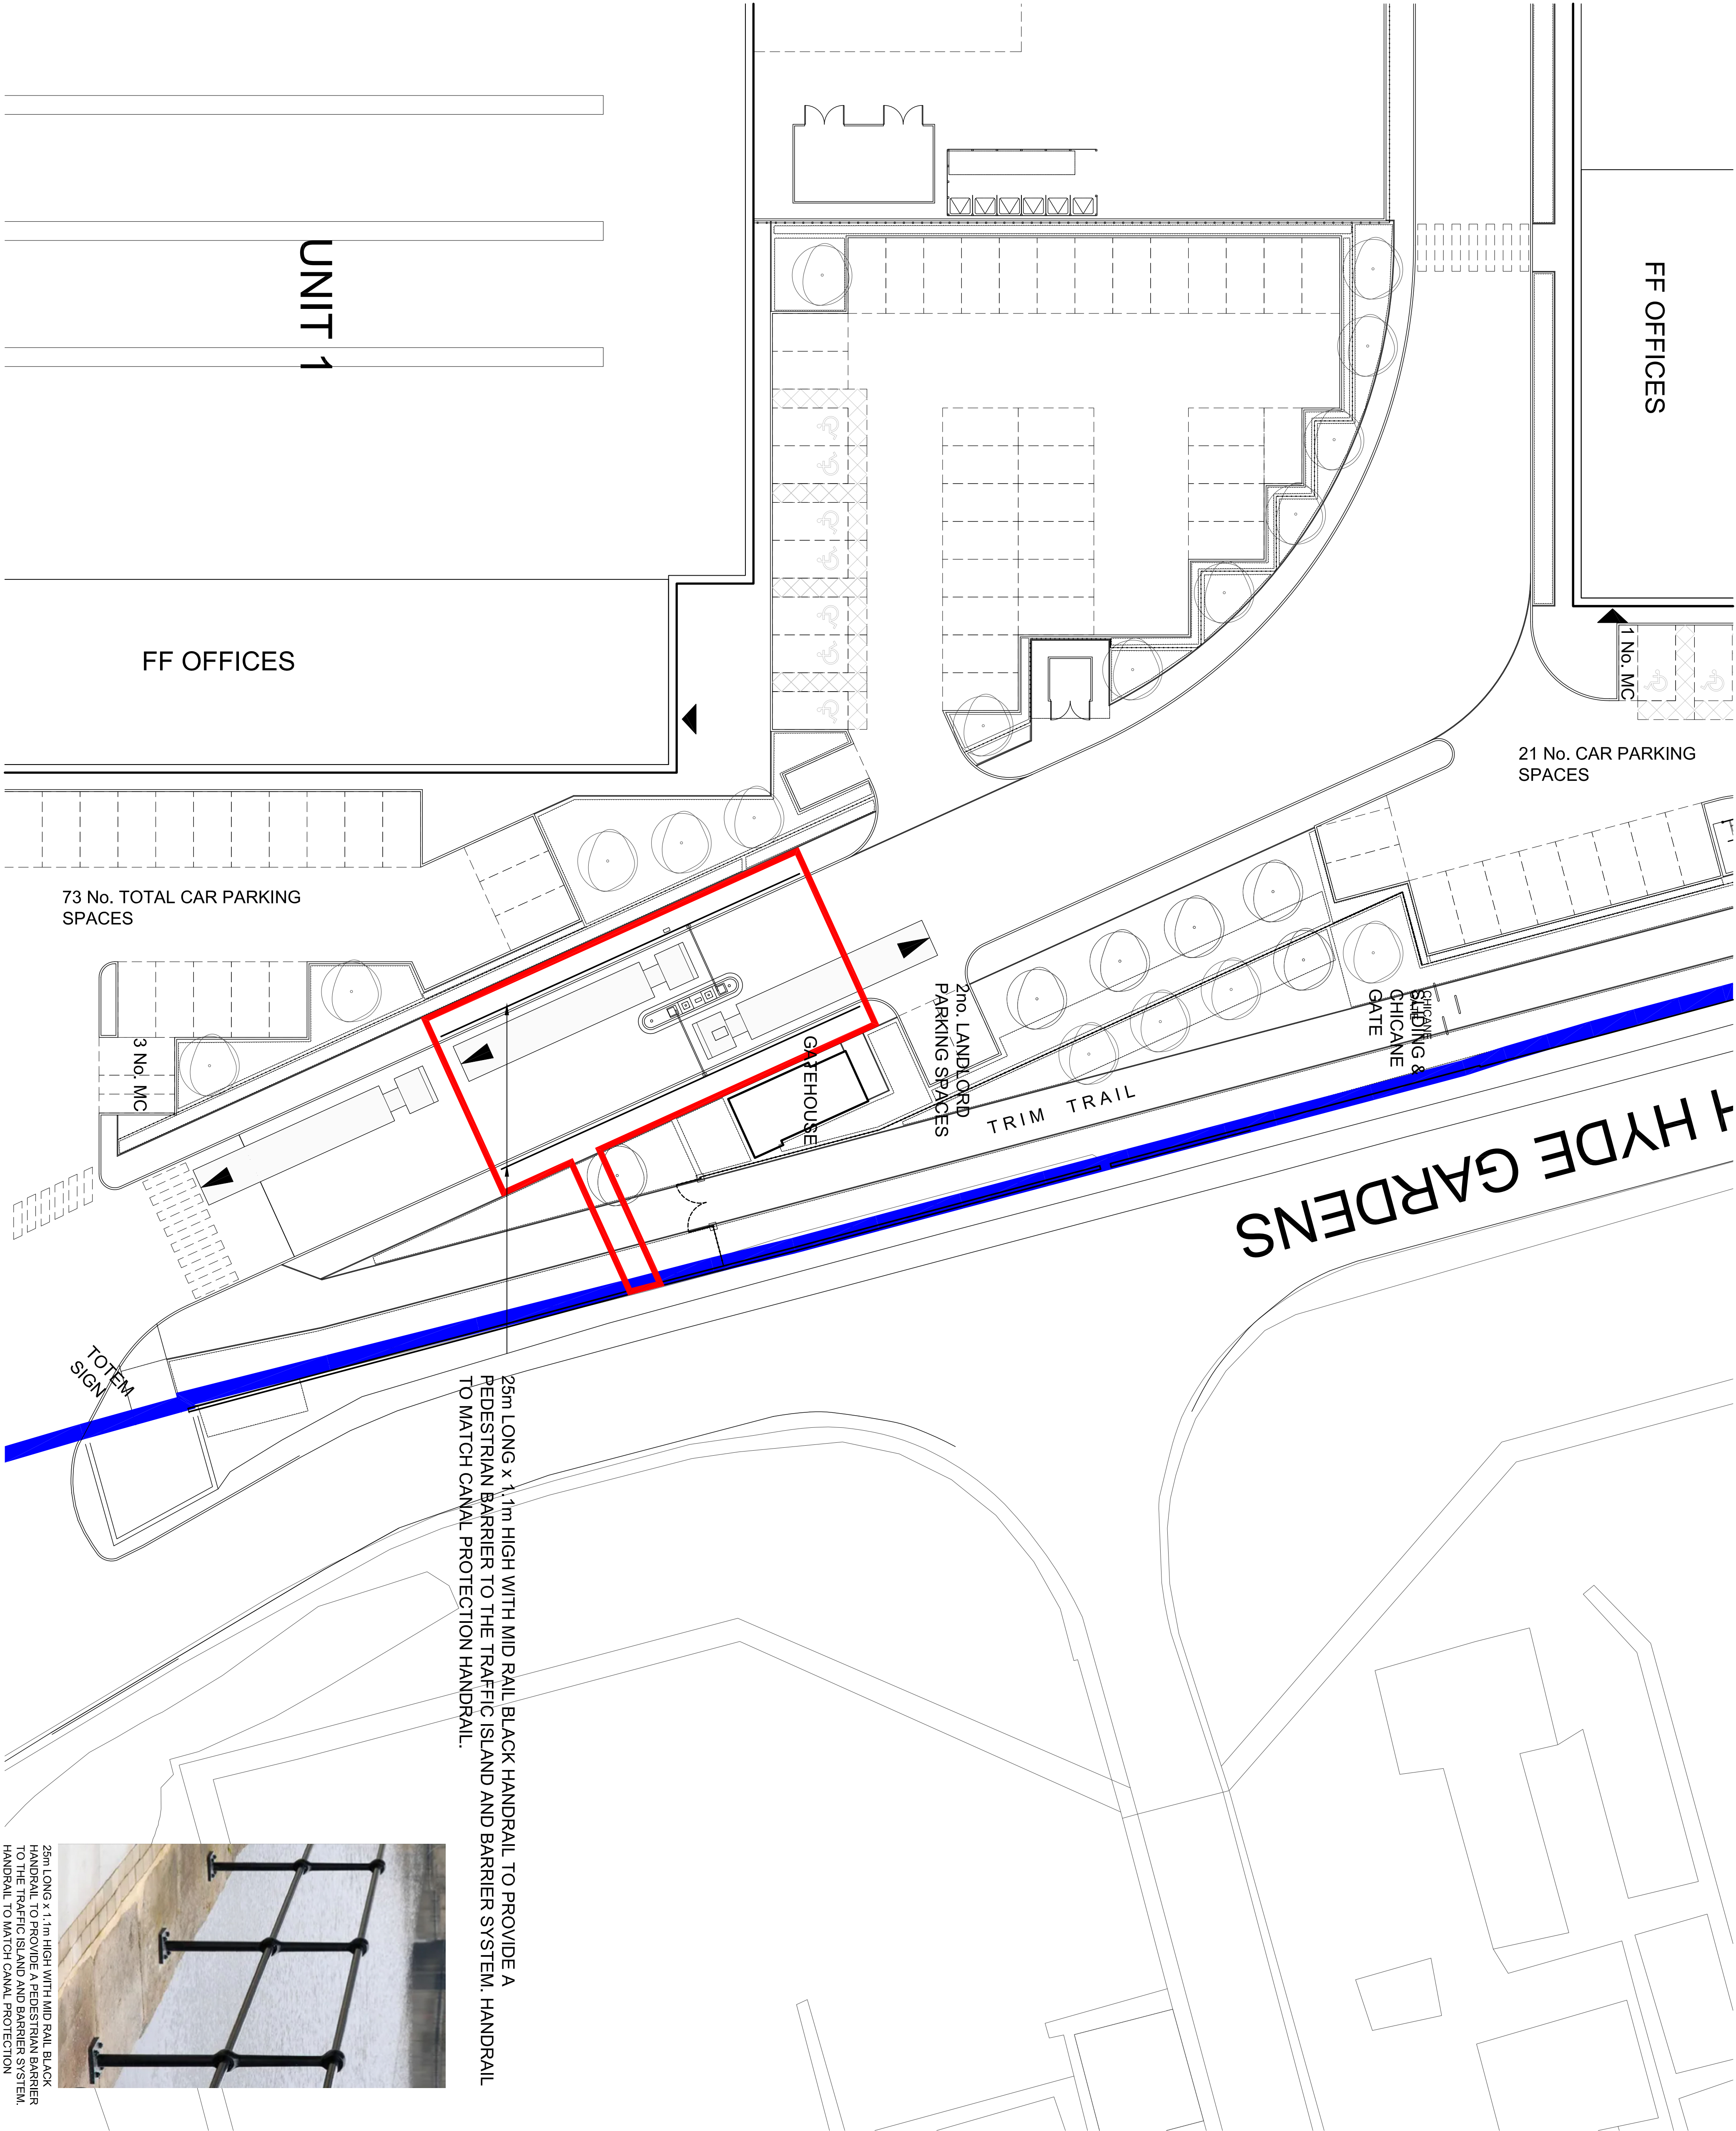 UNIT 1
FF OFFICES
FF OFFICES
1 No. MC
21 No. CAR PARKING
SPACES
73 No. TOTAL CAR PARKING
SPACES
3 No. MC
GATEHOUSE
2no. LANDLORD
PARKING SPACES
TRIM TRAIL
SLIDING &
CHICANE
GATE
CHICANE
H HYDE GARDENS
TOTEM
SIGN
25m LONG x 1.1m HIGH WITH MID RAIL BLACK HANDRAIL TO PROVIDE A
PEDESTRIAN BARRIER TO THE TRAFFIC ISLAND AND BARRIER SYSTEM. HANDRAIL
TO MATCH CANAL PROTECTION HANDRAIL.
25m LONG x 1.1m HIGH WITH MID RAIL BLACK
HANDRAIL TO PROVIDE A PEDESTRIAN BARRIER
TO THE TRAFFIC ISLAND AND BARRIER SYSTEM.
HANDRAIL TO MATCH CANAL PROTECTION